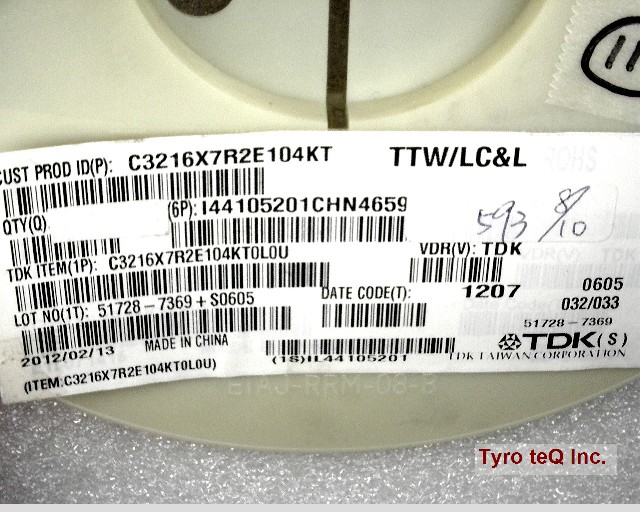 CUST PROD ID(P): C3216X7R2E104KT TTW/LC&L
ROHS
QTY(Q)
(6P): I44105201CHN4659
593 8/10
TDK ITEM(1P): C3216X7R2E104KT0L0U
VDR(V): TDK
LOT NO(1T): 51728-7369+S0605
DATE CODE(T): 1207
0605
032/033
51728-7369
2012/02/13 MADE IN CHINA
(1S)IL44105201
TDK(S)
TDK TAIWAN CORPORATION
(ITEM:C3216X7R2E104KT0L0U)
EIAJ-RRM-08-B
Tyro teQ Inc.